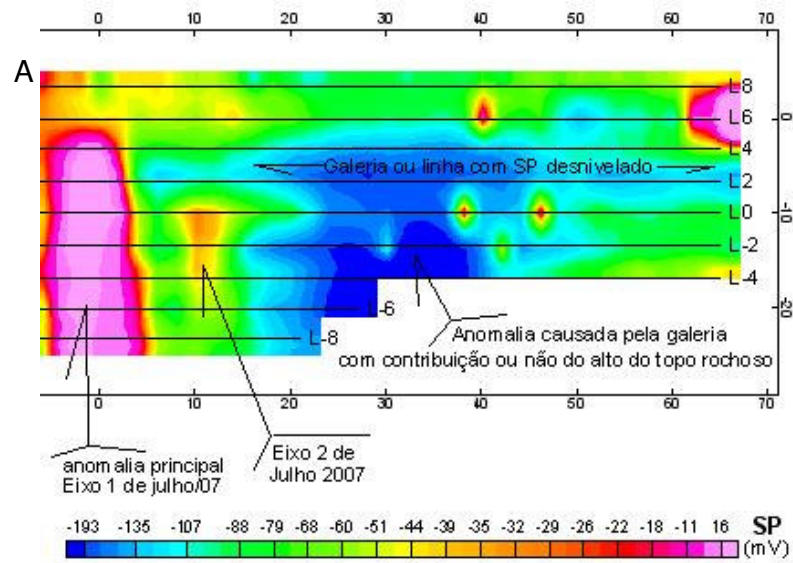 0 10 20 30 40 50 60 70
A
L8
L6
0
L4
Galeria ou linha com SP desnivelado
L2
L0
-10
L-2
L-4
L-6
-20
Anomalia causada pela galeria
L-8
com contribuição ou não do alto do topo rochoso
0 10 20 30 40 50 60 70
Eixo 2 de
Julho 2007
anomalia principal
Eixo 1 de julho/07
-193 -135 -107 -88 -79 -68 -60 -51 -44 -39 -35 -32 -29 -26 -22 -18 -11 16 SP
(mV)